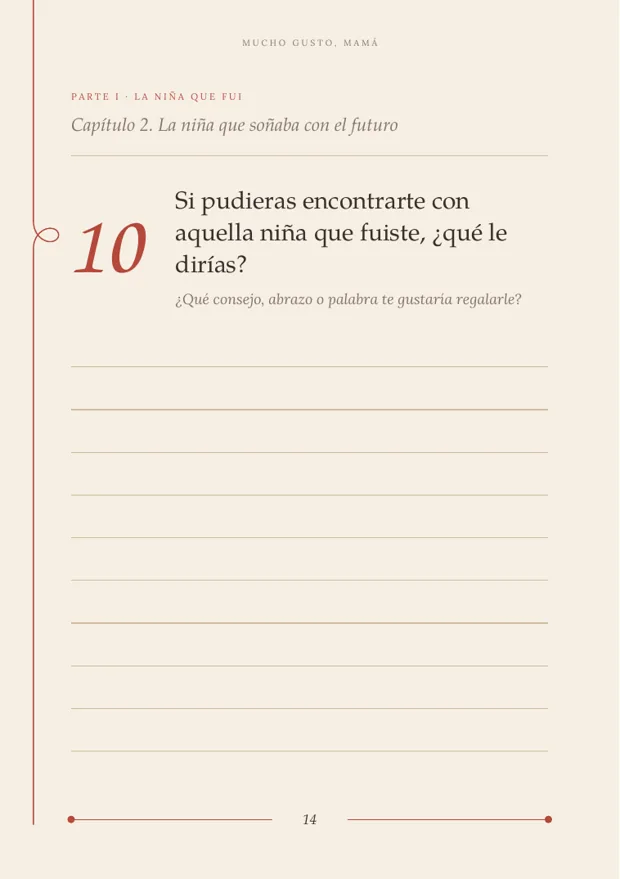 MUCHO GUSTO, MAMÁ
PARTE I · LA NIÑA QUE FUI
Capítulo 2. La niña que soñaba con el futuro
10
Si pudieras encontrarte con
aquella niña que fuiste, ¿qué le
dirías?
¿Qué consejo, abrazo o palabra te gustaría regalarle?
14